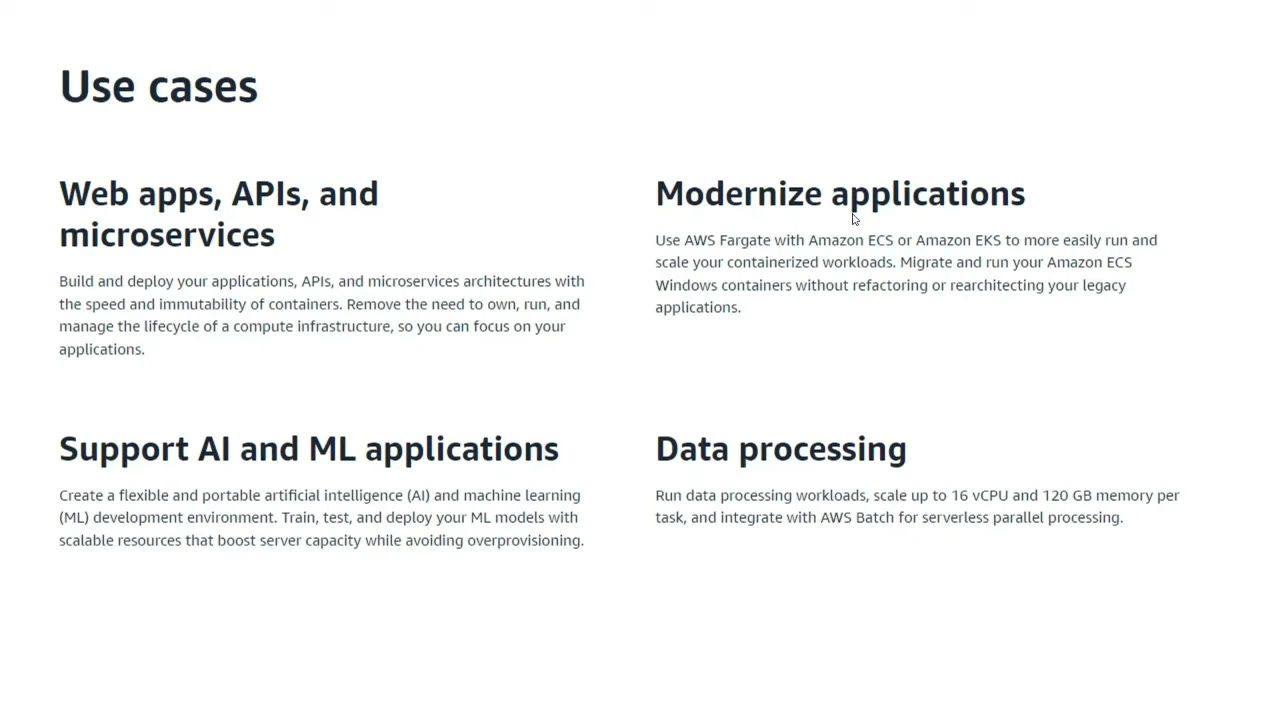 Use cases
Web apps, APIs, and
microservices
Build and deploy your applications, APIs, and microservices architectures with
the speed and immutability of containers. Remove the need to own, run, and
manage the lifecycle of a compute infrastructure, so you can focus on your
applications.
Modernize applications
Use AWS Fargate with Amazon ECS or Amazon EKS to more easily run and
scale your containerized workloads. Migrate and run your Amazon ECS
Windows containers without refactoring or rearchitecting your legacy
applications.
Support AI and ML applications
Create a flexible and portable artificial intelligence (AI) and machine learning
(ML) development environment. Train, test, and deploy your ML models with
scalable resources that boost server capacity while avoiding overprovisioning.
Data processing
Run data processing workloads, scale up to 16 vCPU and 120 GB memory per
task, and integrate with AWS Batch for serverless parallel processing.